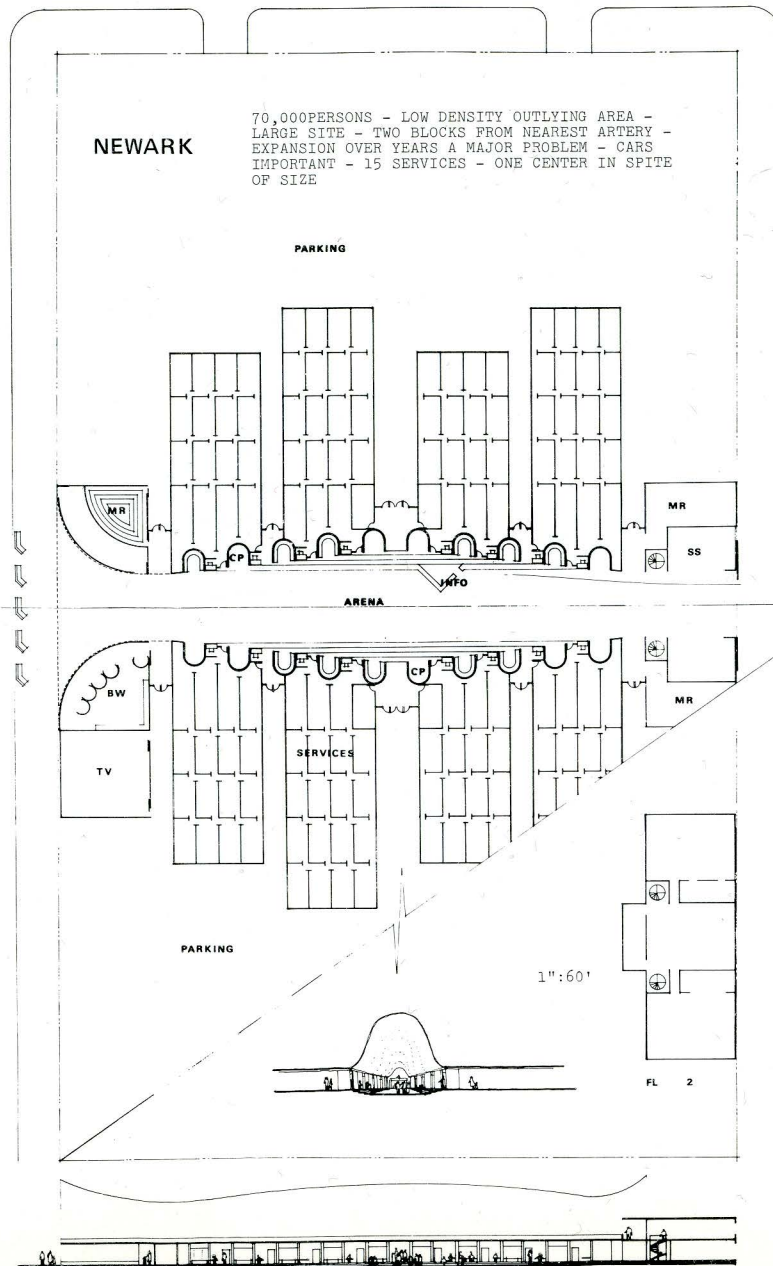 NEWARK
70,000PERSONS - LOW DENSITY OUTLYING AREA -
LARGE SITE - TWO BLOCKS FROM NEAREST ARTERY -
EXPANSION OVER YEARS A MAJOR PROBLEM - CARS
IMPORTANT - 15 SERVICES - ONE CENTER IN SPITE
OF SIZE
PARKING
MR
MR
SS
CP
INFO
ARENA
CP
BW
MR
TV
SERVICES
PARKING
1":60'
FL 2